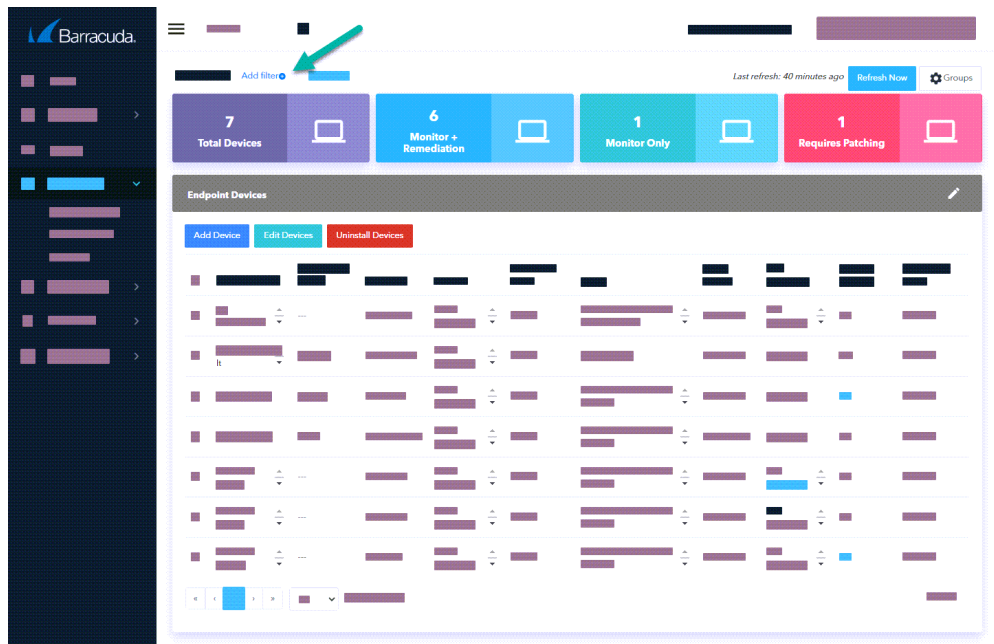 Barracuda.
Add filter
Last refresh: 40 minutes ago
Refresh Now
Groups
7
Total Devices
6
Monitor +
Remediation
1
Monitor Only
1
Requires Patching
Endpoint Devices
Add Device
Edit Devices
Uninstall Devices
---
lt
---
---
---
« ‹ › »